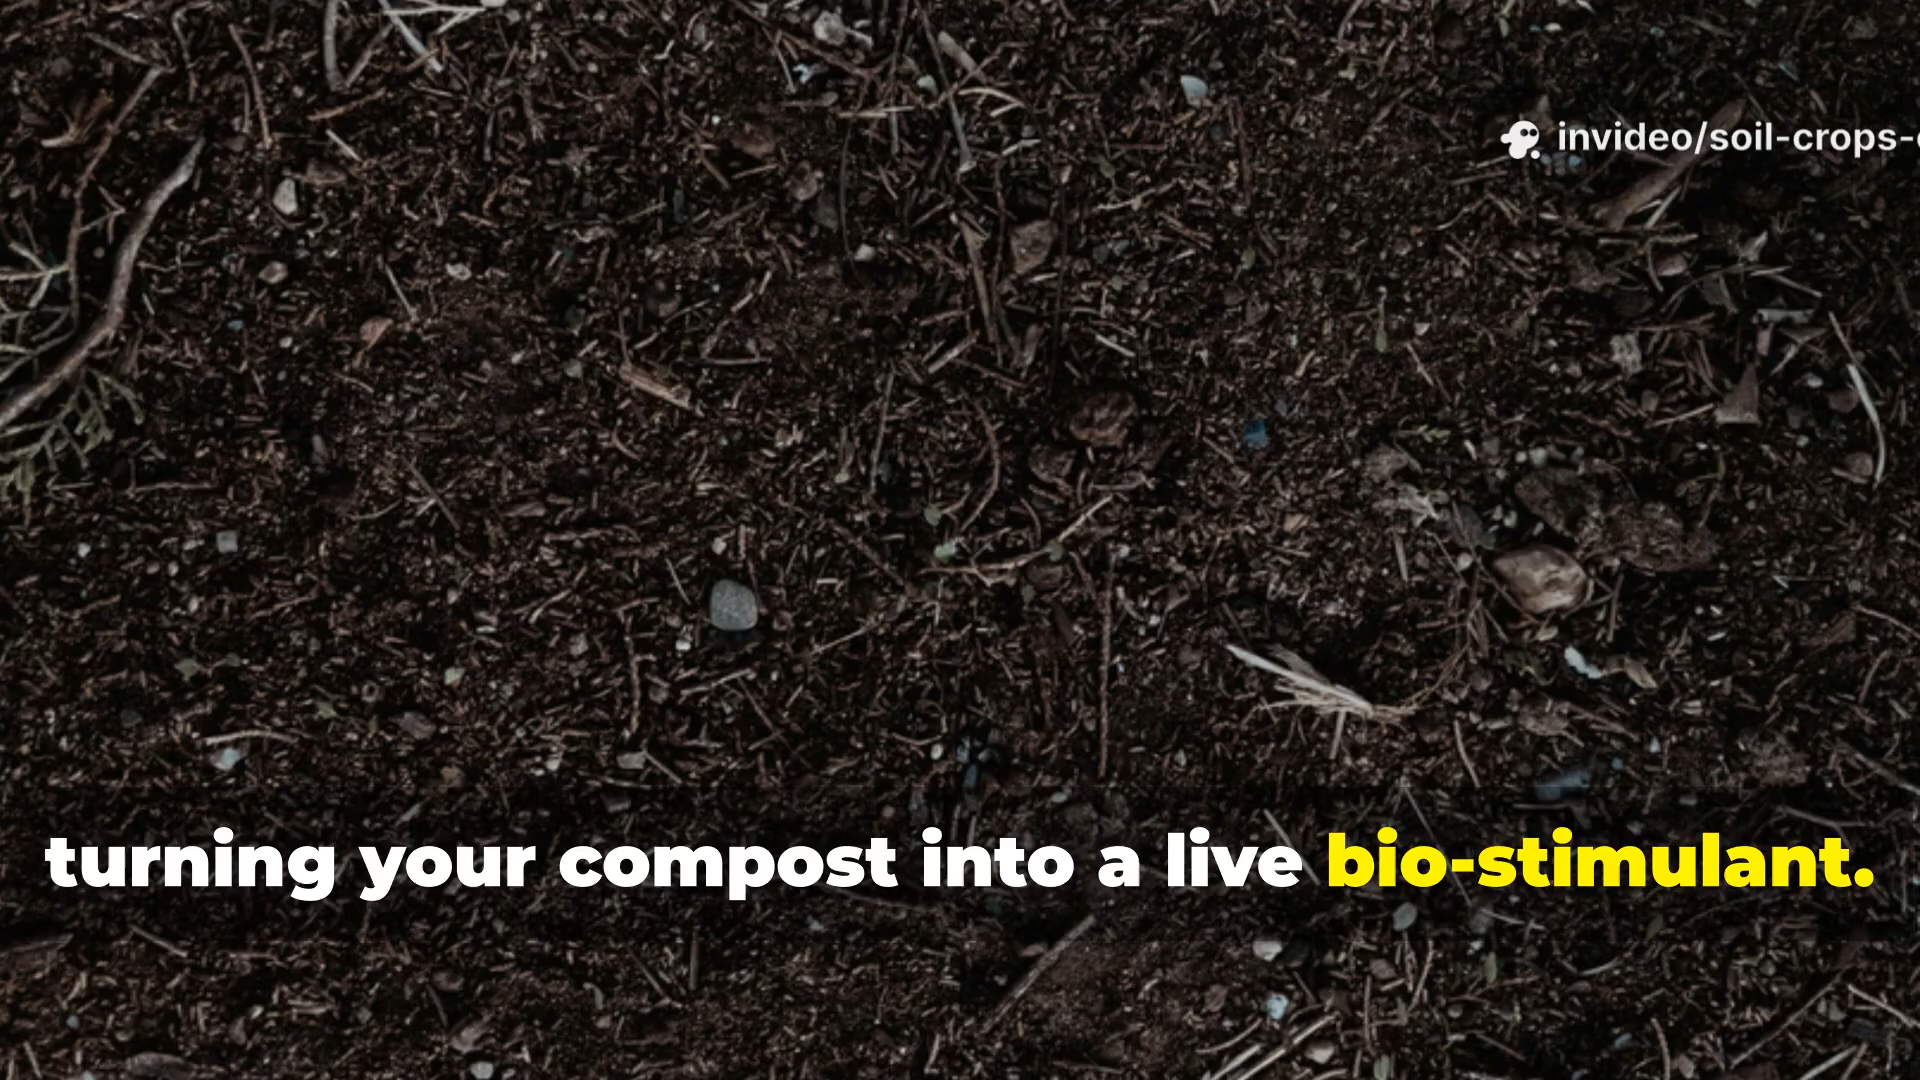 invideo/soil-crops-
turning your compost into a live bio-stimulant.